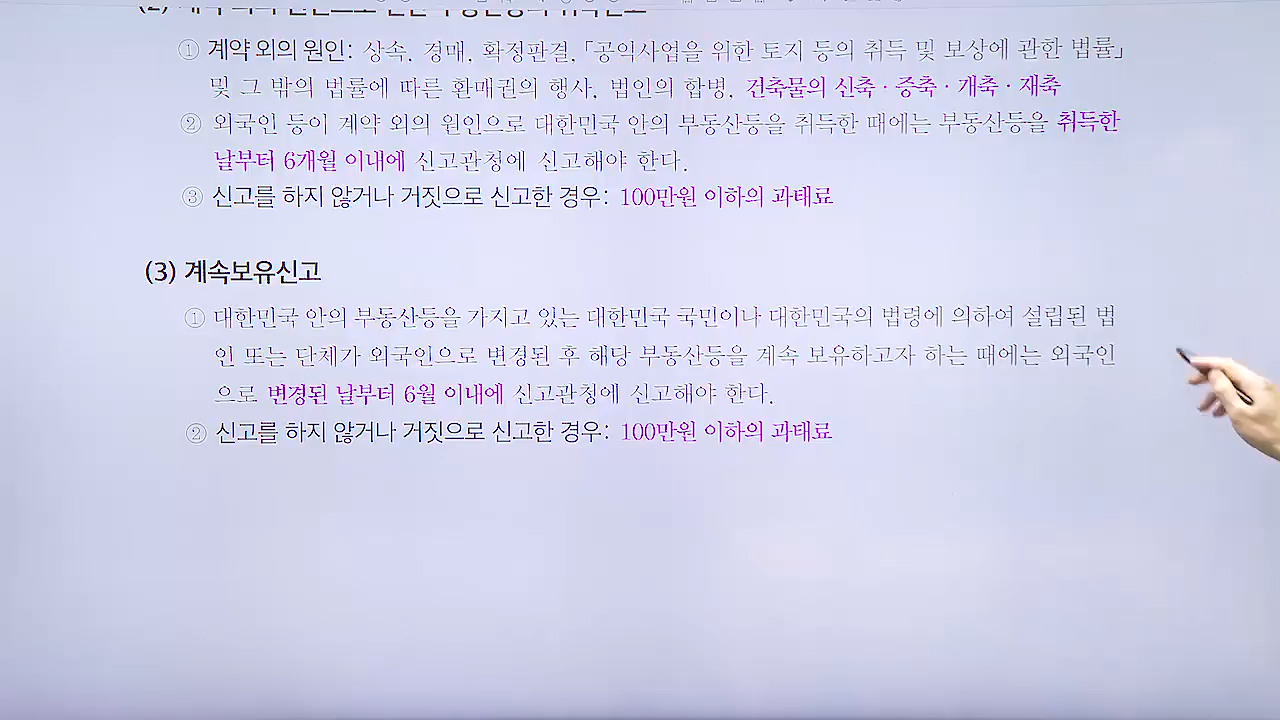 ① 계약 외의 원인: 상속, 경매, 확정판결, 「공익사업을 위한 토지 등의 취득 및 보상에 관한 법률」
및 그 밖의 법률에 따른 환매권의 행사, 법인의 합병, 건축물의 신축 · 증축 · 개축 · 재축
② 외국인 등이 계약 외의 원인으로 대한민국 안의 부동산등을 취득한 때에는 부동산등을 취득한
날부터 6개월 이내에 신고관청에 신고해야 한다.
③ 신고를 하지 않거나 거짓으로 신고한 경우: 100만원 이하의 과태료
(3) 계속보유신고
① 대한민국 안의 부동산등을 가지고 있는 대한민국 국민이나 대한민국의 법령에 의하여 설립된 법
인 또는 단체가 외국인으로 변경된 후 해당 부동산등을 계속 보유하고자 하는 때에는 외국인
으로 변경된 날부터 6월 이내에 신고관청에 신고해야 한다.
② 신고를 하지 않거나 거짓으로 신고한 경우: 100만원 이하의 과태료